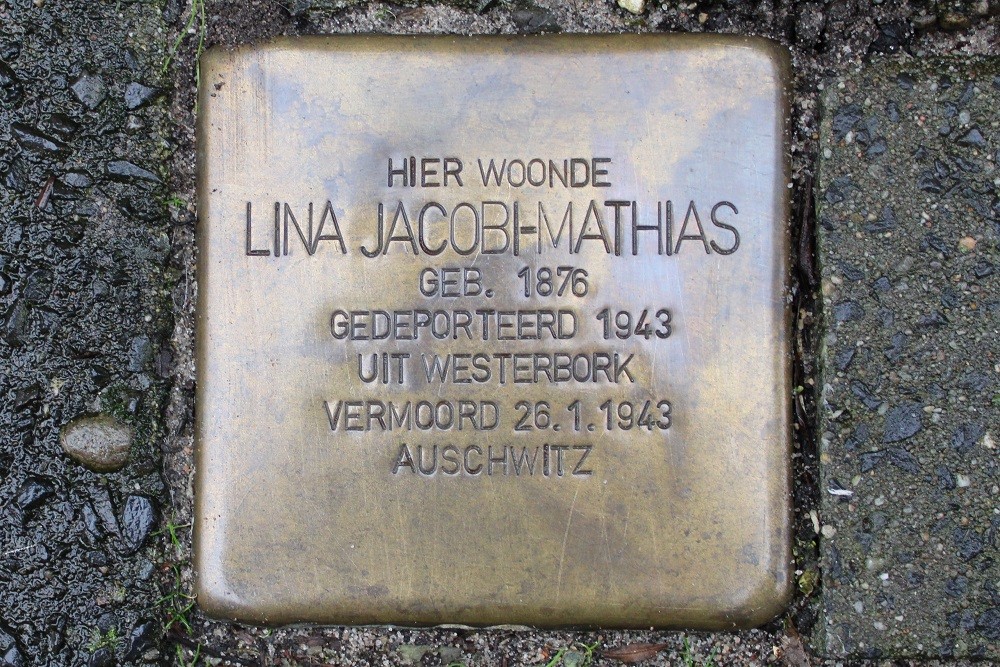 HIER WOONDE
LINA JACOBI-MATHIAS
GEB. 1876
GEDEPORTEERD 1943
UIT WESTERBORK
VERMOORD 26.1.1943
AUSCHWITZ